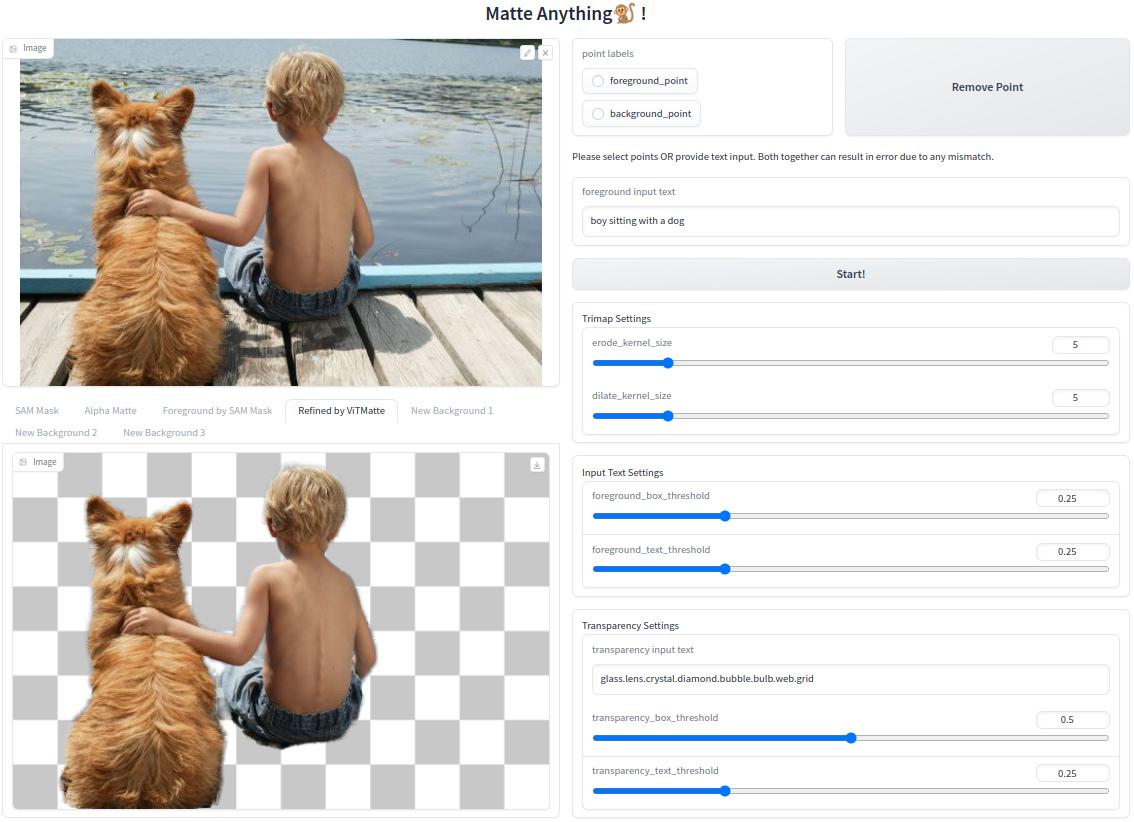 Matte Anything🐒 !
Image
point labels
foreground_point
background_point
Remove Point
Please select points OR provide text input. Both together can result in error due to any mismatch.
foreground input text
boy sitting with a dog
Start!
Trimap Settings
erode_kernel_size
5
dilate_kernel_size
5
SAM Mask
Alpha Matte
Foreground by SAM Mask
Refined by ViTMatte
New Background 1
New Background 2
New Background 3
Image
Input Text Settings
foreground_box_threshold
0.25
foreground_text_threshold
0.25
Transparency Settings
transparency input text
glass.lens.crystal.diamond.bubble.bulb.web.grid
transparency_box_threshold
0.5
transparency_text_threshold
0.25